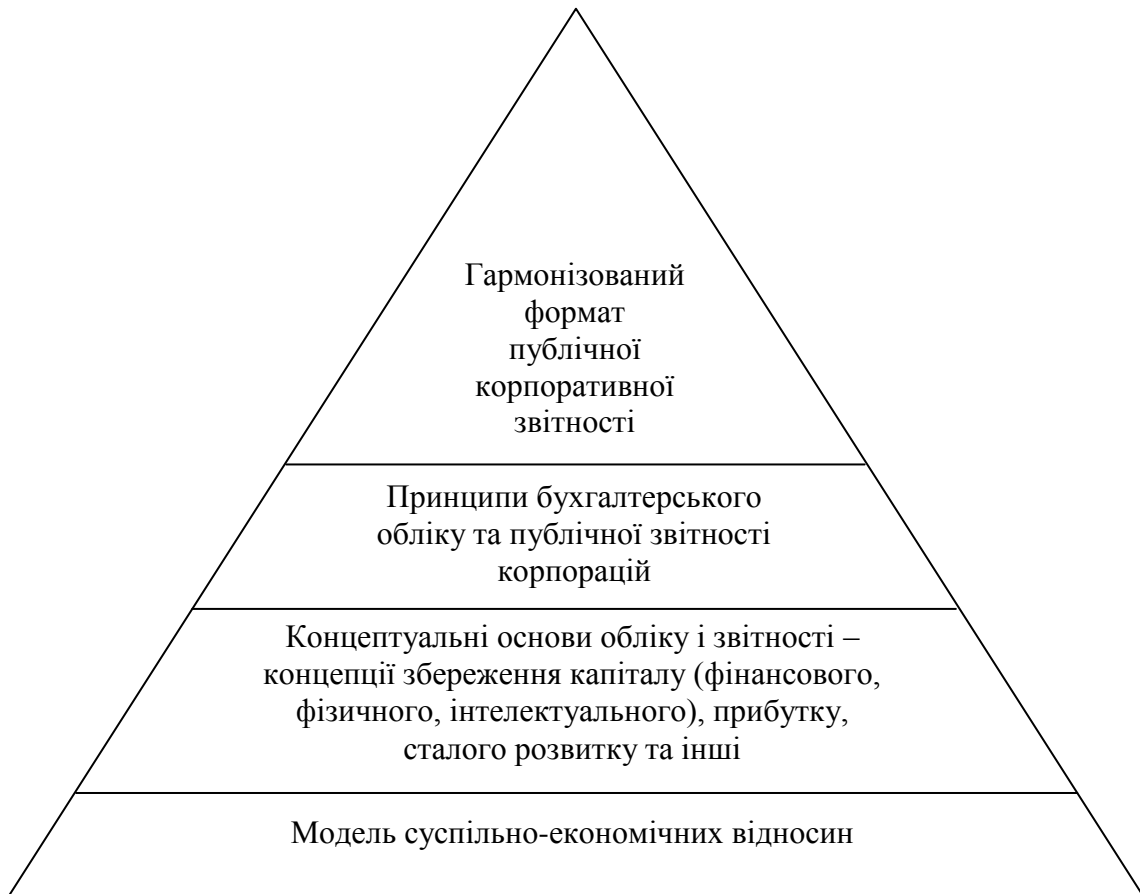 Гармонізований
формат
публічної
корпоративної
звітності
Принципи бухгалтерського
обліку та публічної звітності
корпорацій
Концептуальні основи обліку і звітності –
концепції збереження капіталу (фінансового,
фізичного, інтелектуального), прибутку,
сталого розвитку та інші
Модель суспільно-економічних відносин